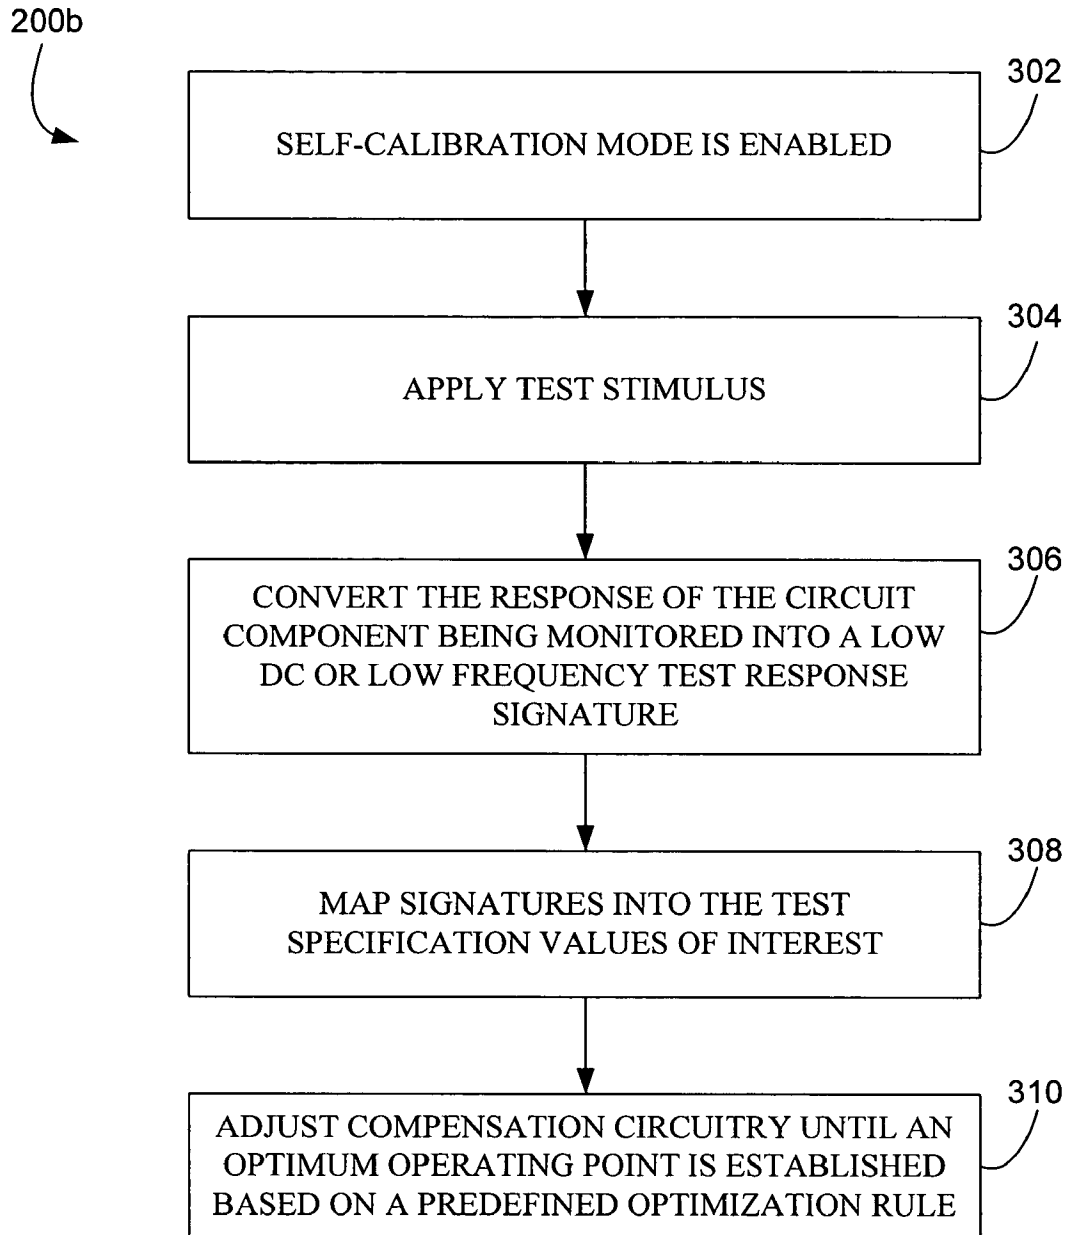 200b
302
SELF-CALIBRATION MODE IS ENABLED
304
APPLY TEST STIMULUS
306
CONVERT THE RESPONSE OF THE CIRCUIT
COMPONENT BEING MONITORED INTO A LOW
DC OR LOW FREQUENCY TEST RESPONSE
SIGNATURE
308
MAP SIGNATURES INTO THE TEST
SPECIFICATION VALUES OF INTEREST
310
ADJUST COMPENSATION CIRCUITRY UNTIL AN
OPTIMUM OPERATING POINT IS ESTABLISHED
BASED ON A PREDEFINED OPTIMIZATION RULE